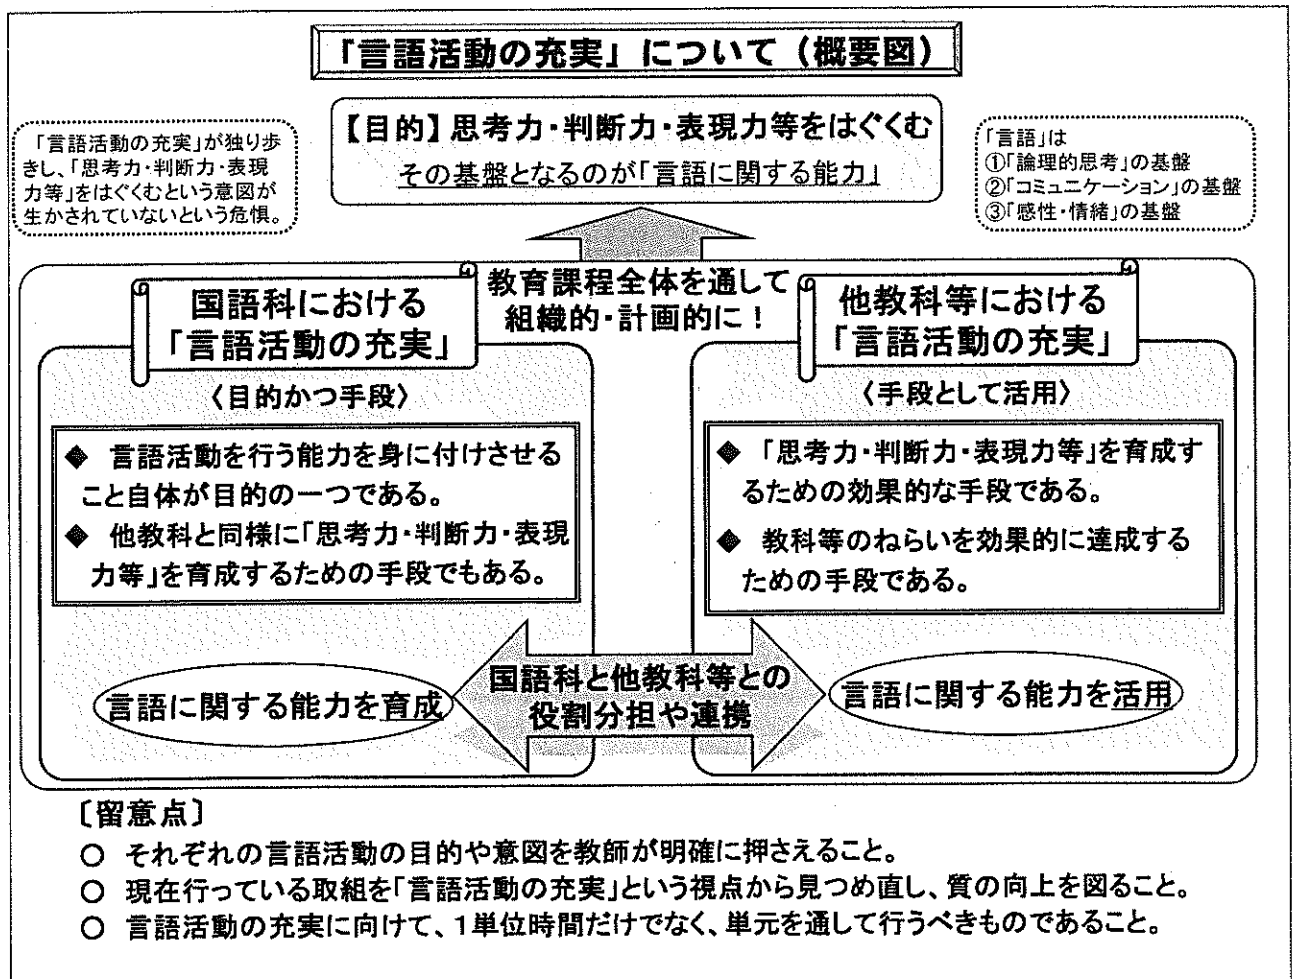 「言語活動の充実」について(概要図)
【目的】思考力・判断力・表現力等をはぐくむ
その基盤となるのが「言語に関する能力」
「言語活動の充実」が独り歩
きし、「思考力・判断力・表現
力等」をはぐくむという意図が
生かされていないという危惧。
「言語」は
①「論理的思考」の基盤
②「コミュニケーション」の基盤
③「感性・情緒」の基盤
教育課程全体を通して
組織的・計画的に!
国語科における
「言語活動の充実」
〈目的かつ手段〉
◆ 言語活動を行う能力を身に付けさせる
こと自体が目的の一つである。
◆ 他教科と同様に「思考力・判断力・表現
力等」を育成するための手段でもある。
言語に関する能力を育成
他教科等における
「言語活動の充実」
〈手段として活用〉
◆ 「思考力・判断力・表現力等」を育成す
るための効果的な手段である。
◆ 教科等のねらいを効果的に達成する
ための手段である。
国語科と他教科等との
役割分担や連携
言語に関する能力を活用
〔留意点〕
○ それぞれの言語活動の目的や意図を教師が明確に押さえること。
○ 現在行っている取組を「言語活動の充実」という視点から見つめ直し、質の向上を図ること。
○ 言語活動の充実に向けて、1単位時間だけでなく、単元を通して行うべきものであること。